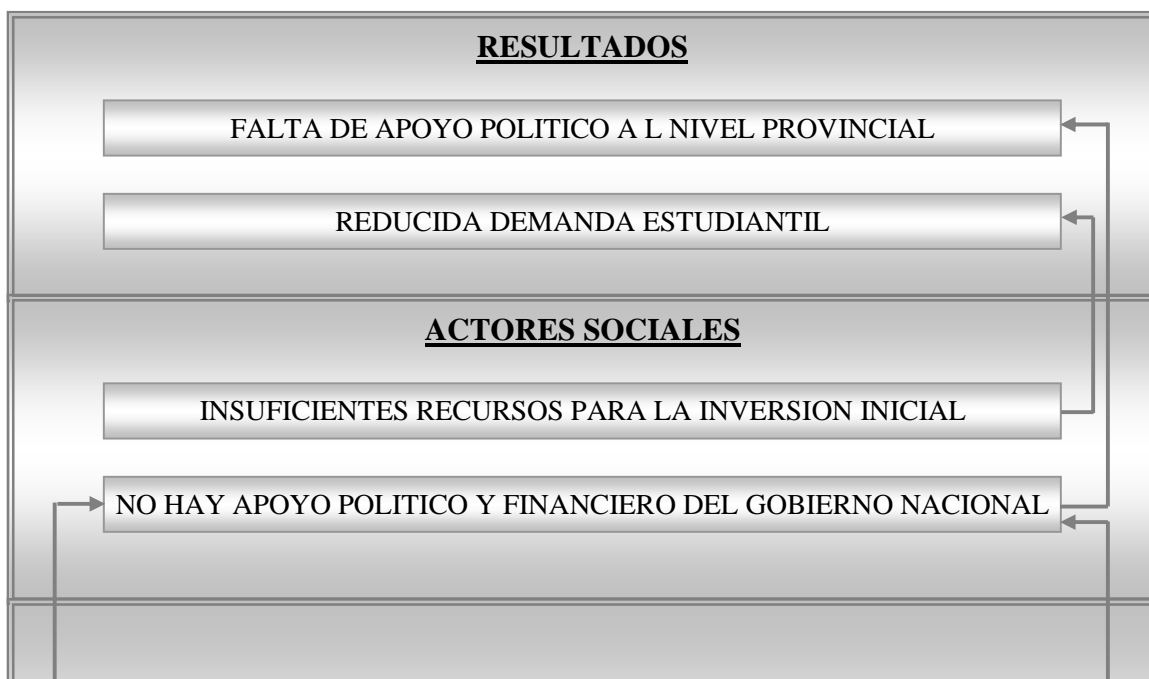 RESULTADOS
FALTA DE APOYO POLITICO A L NIVEL PROVINCIAL
REDUCIDA DEMANDA ESTUDIANTIL
ACTORES SOCIALES
INSUFICIENTES RECURSOS PARA LA INVERSION INICIAL
NO HAY APOYO POLITICO Y FINANCIERO DEL GOBIERNO NACIONAL